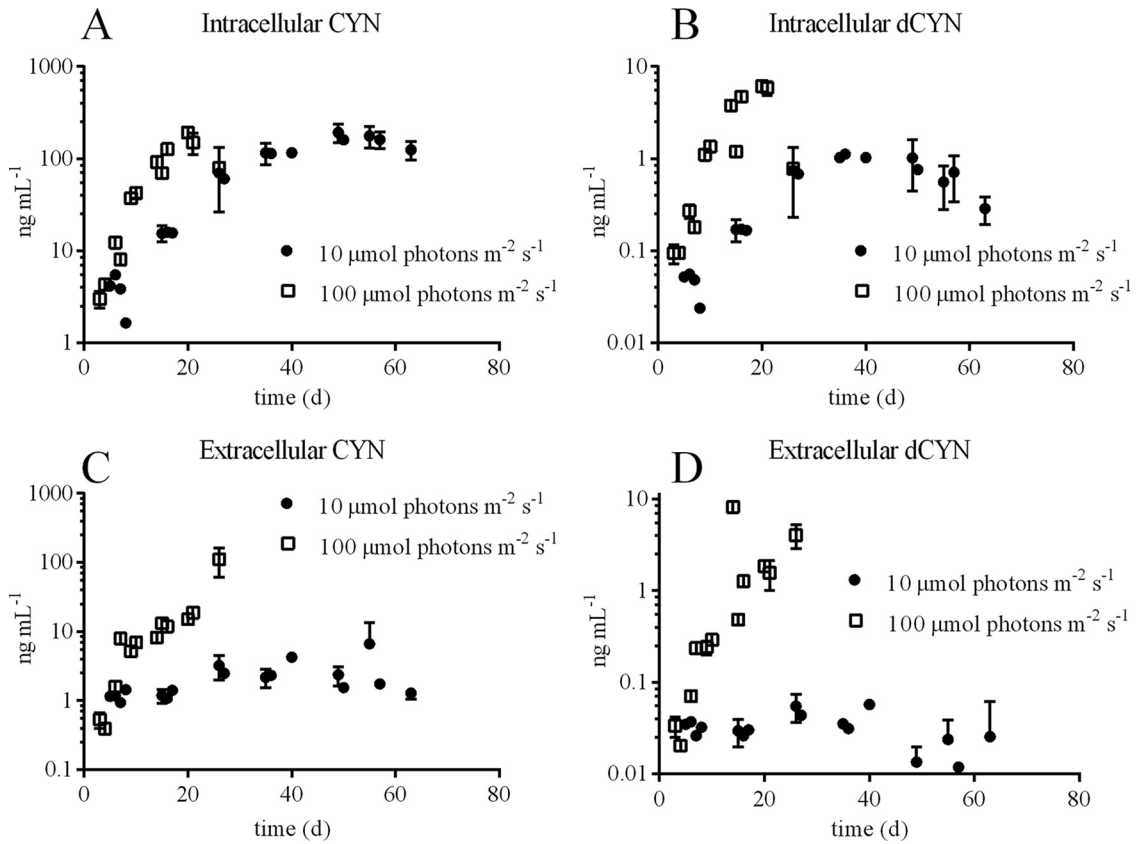 A
Intracellular CYN
1000
100
10
1
ng mL⁻¹
10 μmol photons m⁻² s⁻¹
100 μmol photons m⁻² s⁻¹
0 20 40 60 80
time (d)
B
Intracellular dCYN
10
1
0.1
0.01
ng mL⁻¹
10 μmol photons m⁻² s⁻¹
100 μmol photons m⁻² s⁻¹
0 20 40 60 80
time (d)
C
Extracellular CYN
1000
100
10
1
0.1
ng mL⁻¹
10 μmol photons m⁻² s⁻¹
100 μmol photons m⁻² s⁻¹
0 20 40 60 80
time (d)
D
Extracellular dCYN
10
1
0.1
0.01
ng mL⁻¹
10 μmol photons m⁻² s⁻¹
100 μmol photons m⁻² s⁻¹
0 20 40 60 80
time (d)